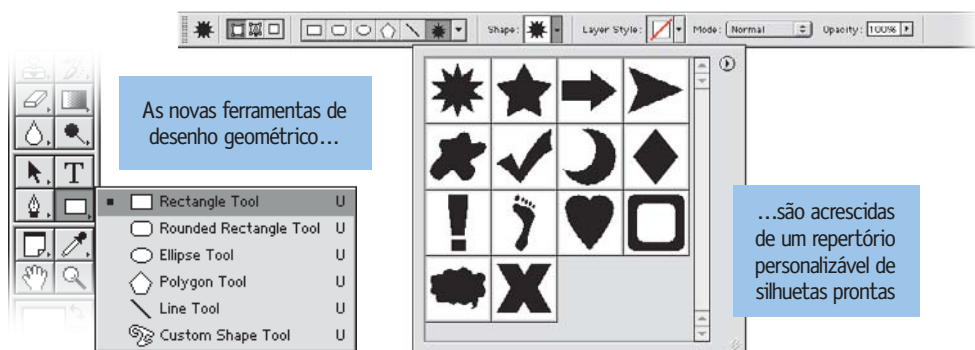 Shape: Layer Style: Mode: Normal Opacity: 100%
As novas ferramentas de
desenho geométrico...
T
Rectangle Tool U
Rounded Rectangle Tool U
Ellipse Tool U
Polygon Tool U
Line Tool U
Custom Shape Tool U
...são acrescidas
de um repertório
personalizável de
silhuetas prontas